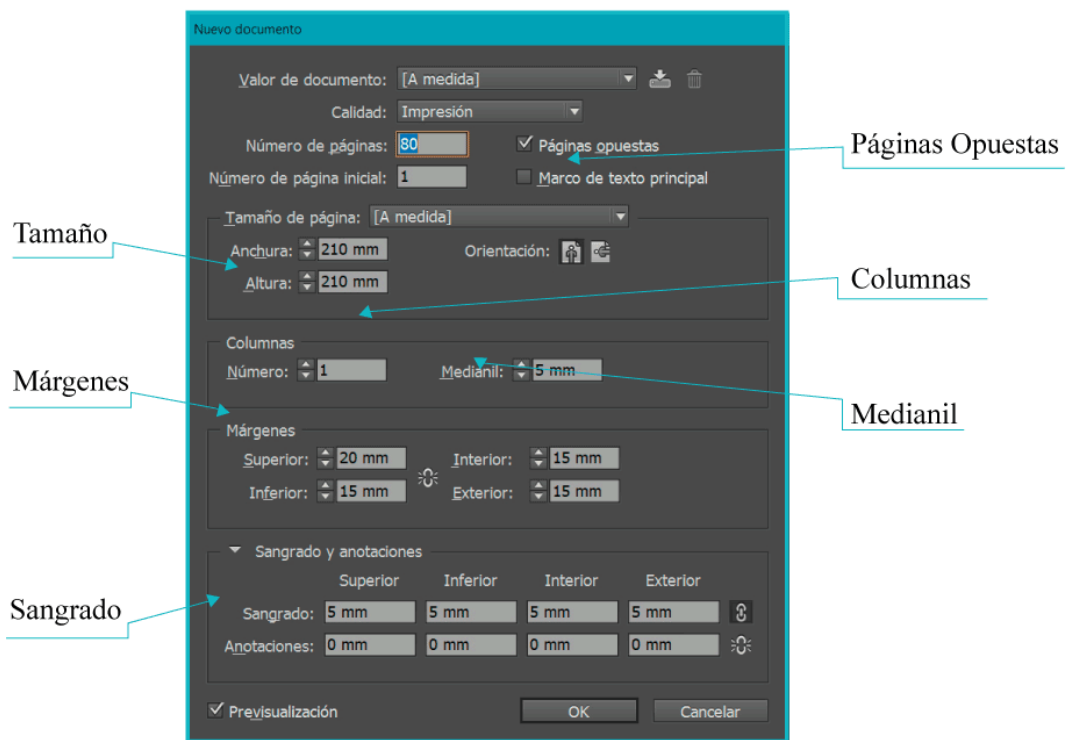 Nuevo documento
Valor de documento: [A medida]
Calidad: Impresión
Número de páginas: 80 Páginas opuestas
Número de página inicial: 1 Marco de texto principal
Tamaño de página: [A medida]
Anchura: 210 mm Orientación:
Altura: 210 mm
Columnas
Número: 1 Medianil: 5 mm
Márgenes
Superior: 20 mm Interior: 15 mm
Inferior: 15 mm Exterior: 15 mm
Sangrado y anotaciones
Superior Inferior Interior Exterior
Sangrado: 5 mm 5 mm 5 mm 5 mm
Anotaciones: 0 mm 0 mm 0 mm 0 mm
Previsualización OK Cancelar
Tamaño
Márgenes
Sangrado
Páginas Opuestas
Columnas
Medianil